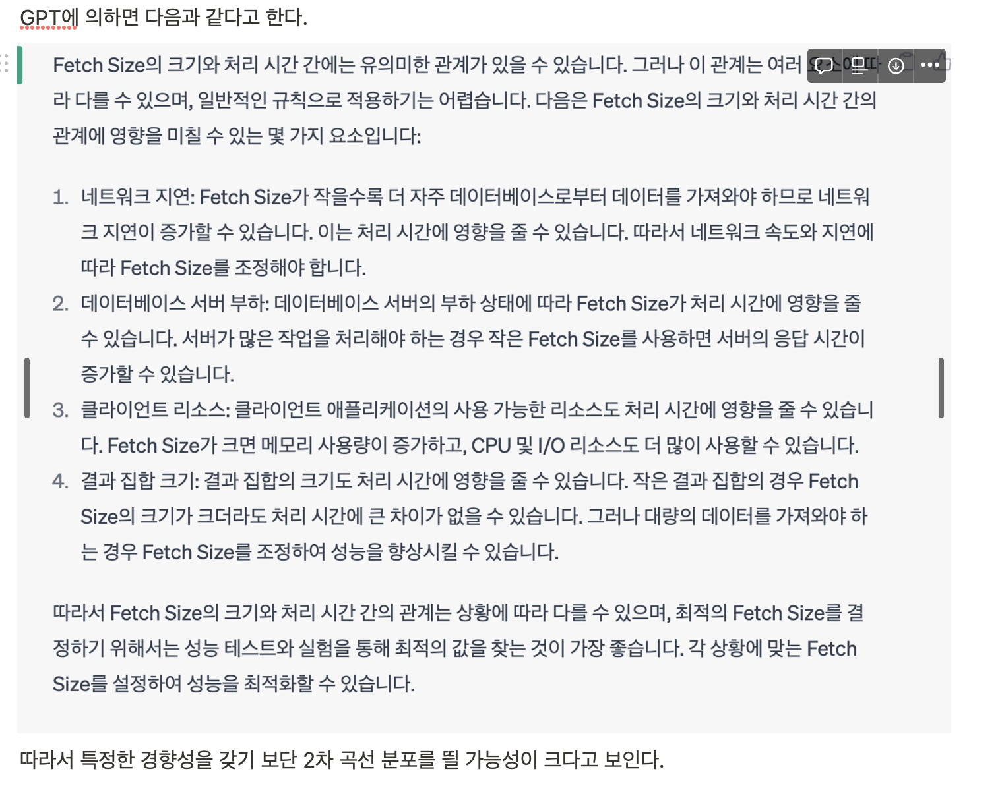 GPT에 의하면 다음과 같다고 한다.
Fetch Size의 크기와 처리 시간 간에는 유의미한 관계가 있을 수 있습니다. 그러나 이 관계는 여러 요소에 따
라 다를 수 있으며, 일반적인 규칙으로 적용하기는 어렵습니다. 다음은 Fetch Size의 크기와 처리 시간 간의
관계에 영향을 미칠 수 있는 몇 가지 요소입니다:
1. 네트워크 지연: Fetch Size가 작을수록 더 자주 데이터베이스로부터 데이터를 가져와야 하므로 네트워
크 지연이 증가할 수 있습니다. 이는 처리 시간에 영향을 줄 수 있습니다. 따라서 네트워크 속도와 지연에
따라 Fetch Size를 조정해야 합니다.
2. 데이터베이스 서버 부하: 데이터베이스 서버의 부하 상태에 따라 Fetch Size가 처리 시간에 영향을 줄
수 있습니다. 서버가 많은 작업을 처리해야 하는 경우 작은 Fetch Size를 사용하면 서버의 응답 시간이
증가할 수 있습니다.
3. 클라이언트 리소스: 클라이언트 애플리케이션의 사용 가능한 리소스도 처리 시간에 영향을 줄 수 있습니
다. Fetch Size가 크면 메모리 사용량이 증가하고, CPU 및 I/O 리소스도 더 많이 사용할 수 있습니다.
4. 결과 집합 크기: 결과 집합의 크기도 처리 시간에 영향을 줄 수 있습니다. 작은 결과 집합의 경우 Fetch
Size의 크기가 크더라도 처리 시간에 큰 차이가 없을 수 있습니다. 그러나 대량의 데이터를 가져와야 하
는 경우 Fetch Size를 조정하여 성능을 향상시킬 수 있습니다.
따라서 Fetch Size의 크기와 처리 시간 간의 관계는 상황에 따라 다를 수 있으며, 최적의 Fetch Size를 결
정하기 위해서는 성능 테스트와 실험을 통해 최적의 값을 찾는 것이 가장 좋습니다. 각 상황에 맞는 Fetch
Size를 설정하여 성능을 최적화할 수 있습니다.
따라서 특정한 경향성을 갖기 보단 2차 곡선 분포를 띌 가능성이 크다고 보인다.